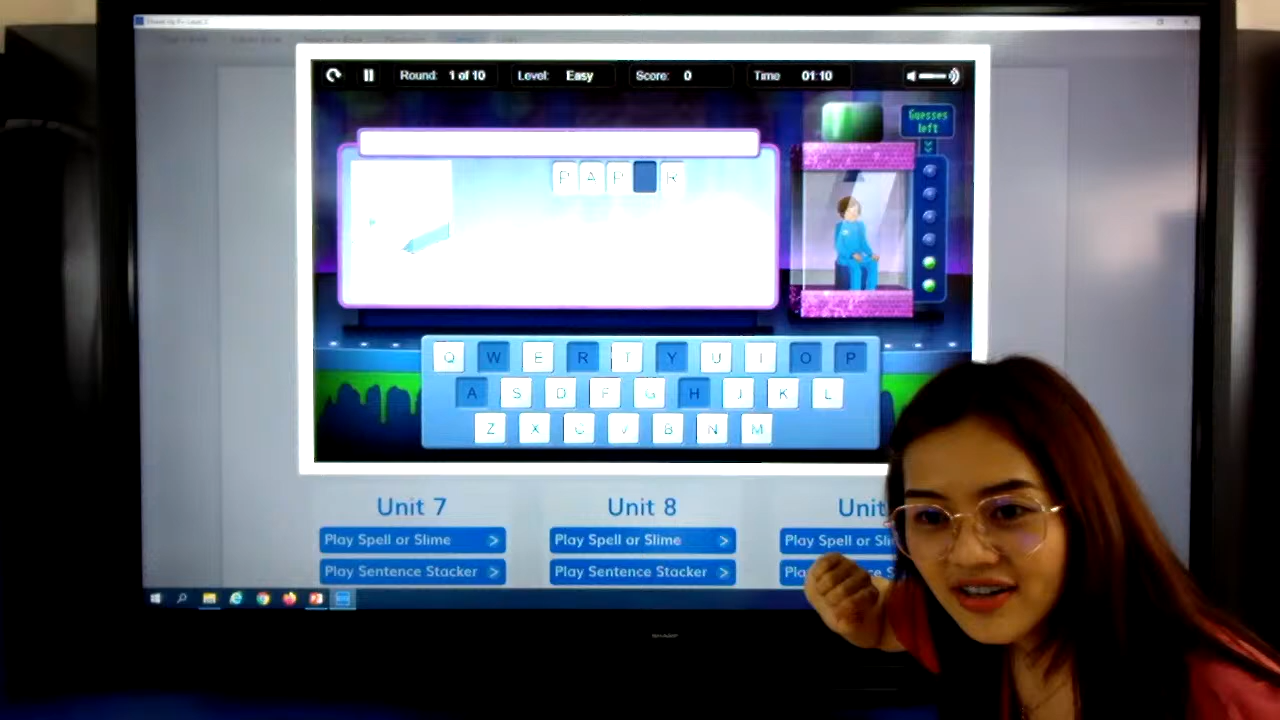 Round: 1 of 10 Level: Easy Score: 0 Time 01:10
Guesses
left
P A P R
Q W E R T Y U I O P
A S D F G H J K L
Z X C V B N M
Unit 7 Unit 8 Unit
Play Spell or Slime > Play Spell or Slime > Play Spell or Sli
Play Sentence Stacker > Play Sentence Stacker >